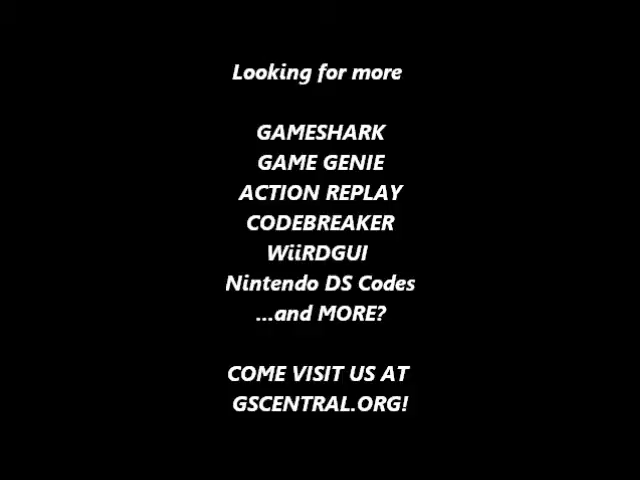 Looking for more
GAMESHARK
GAME GENIE
ACTION REPLAY
CODEBREAKER
WiiRDGUI
Nintendo DS Codes
...and MORE?
COME VISIT US AT
GSCENTRAL.ORG!